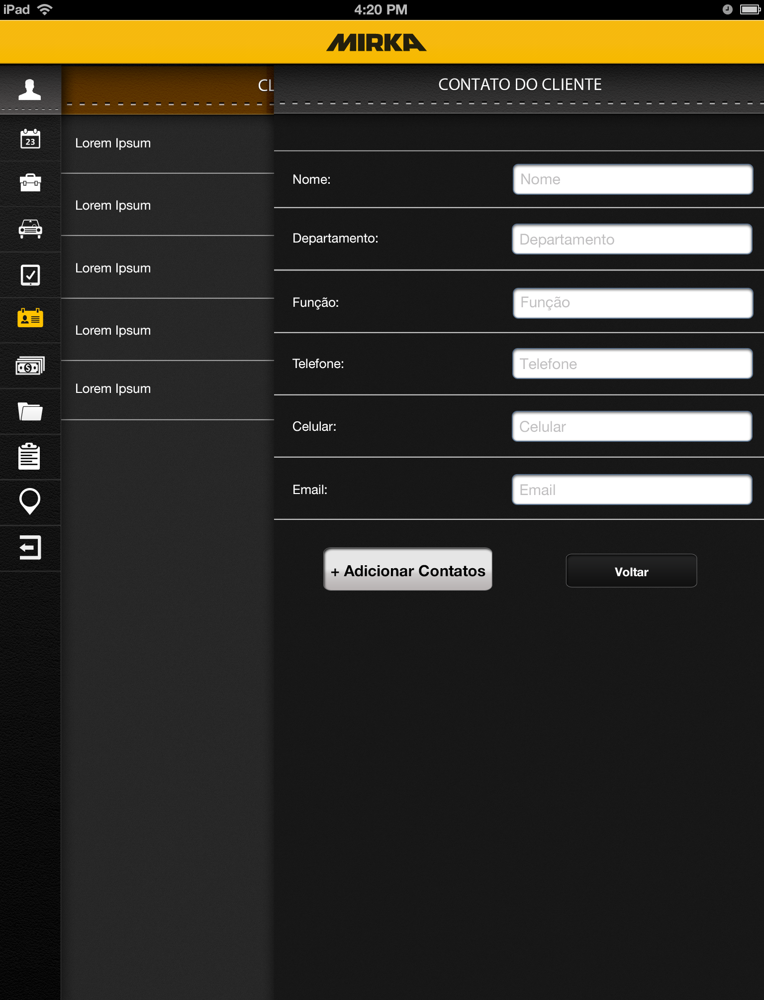 iPad
4:20 PM
MIRKA
CL
CONTATO DO CLIENTE
23
Lorem Ipsum
Lorem Ipsum
Lorem Ipsum
Lorem Ipsum
Lorem Ipsum
Nome:
Nome
Departamento:
Departamento
Função:
Função
Telefone:
Telefone
Celular:
Celular
Email:
Email
+ Adicionar Contatos
Voltar